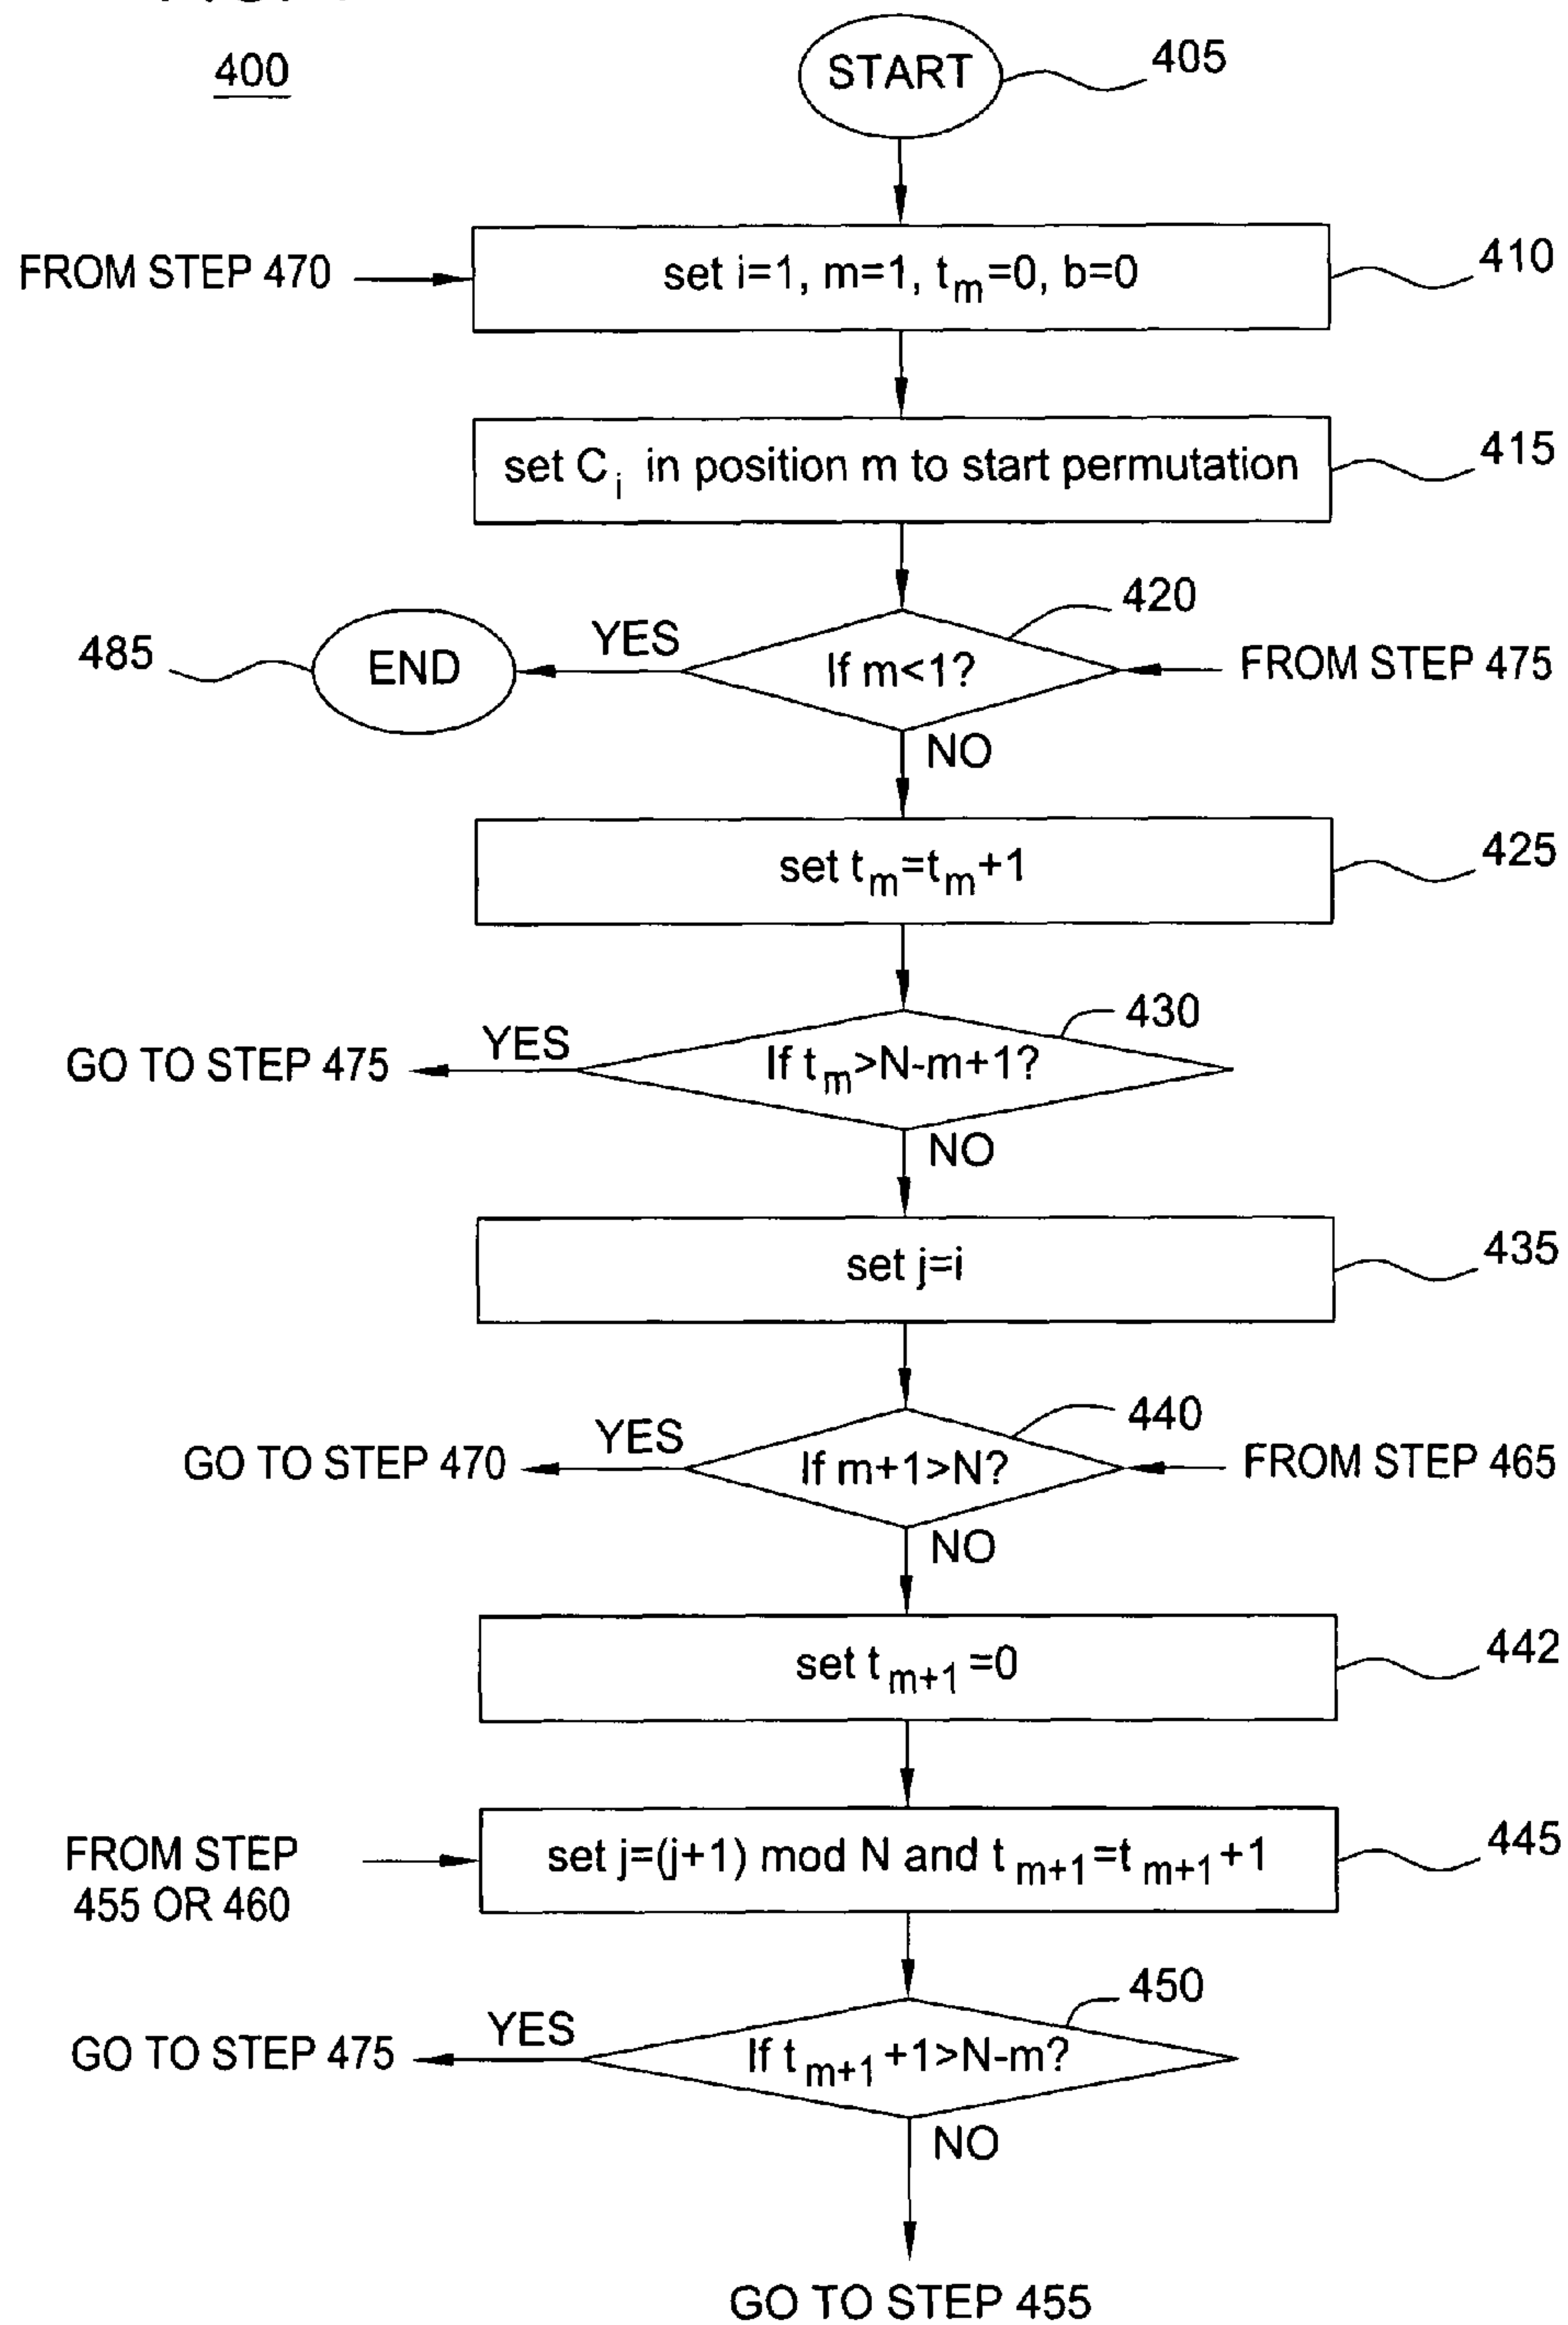 400
START
405
FROM STEP 470
set i=1, m=1, tm=0, b=0
410
set Ci in position m to start permutation
415
420
485
END
YES
If m<1?
FROM STEP 475
NO
set tm=tm+1
425
430
GO TO STEP 475
YES
If tm>N-m+1?
NO
set j=i
435
440
GO TO STEP 470
YES
If m+1>N?
FROM STEP 465
NO
set tm+1=0
442
FROM STEP
455 OR 460
set j=(j+1) mod N and tm+1=tm+1+1
445
450
GO TO STEP 475
YES
If tm+1+1>N-m?
NO
GO TO STEP 455